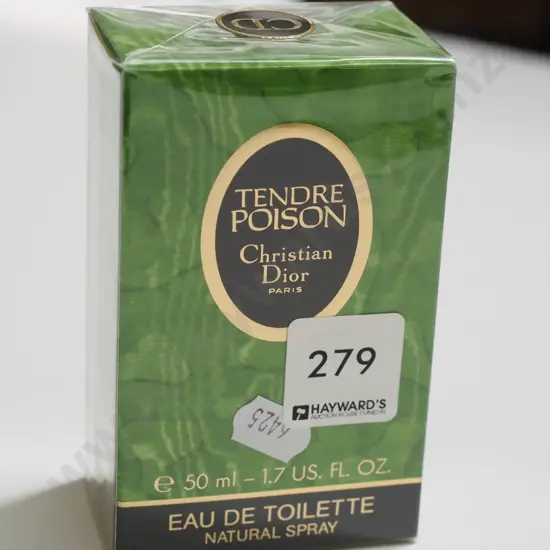 CD
TENDRE
POISON
Christian
Dior
PARIS
279
HAYWARD'S
AUCTION HOUSE DUNEDIN
K425
e 50 ml – 1.7 US. FL. OZ.
EAU DE TOILETTE
NATURAL SPRAY